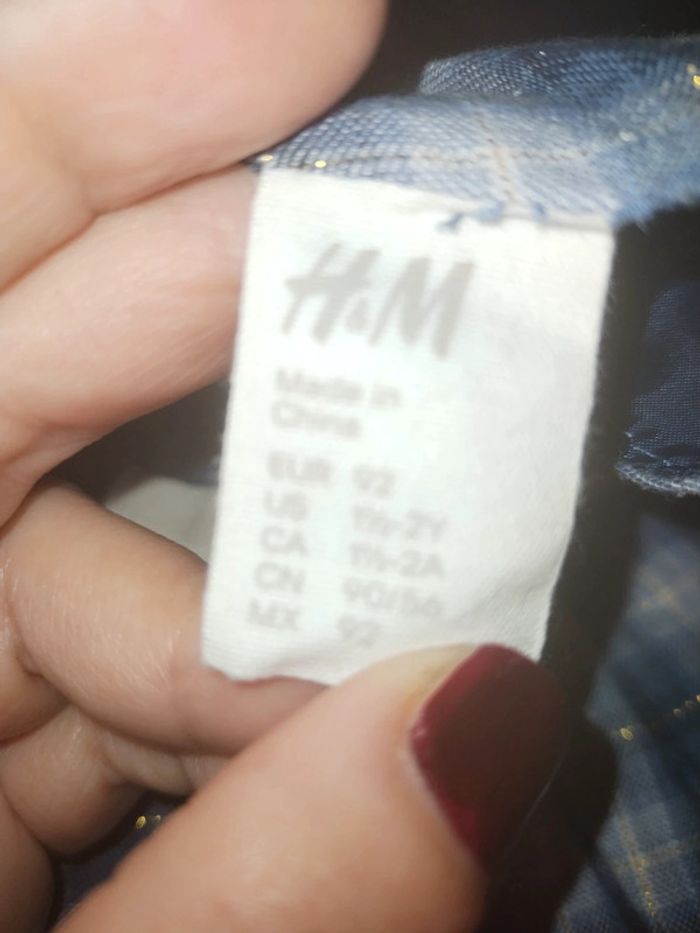 H&M
Made in
China
EUR 92
US 1½-2Y
CA 1½-2A
CN 90/56
MX 92